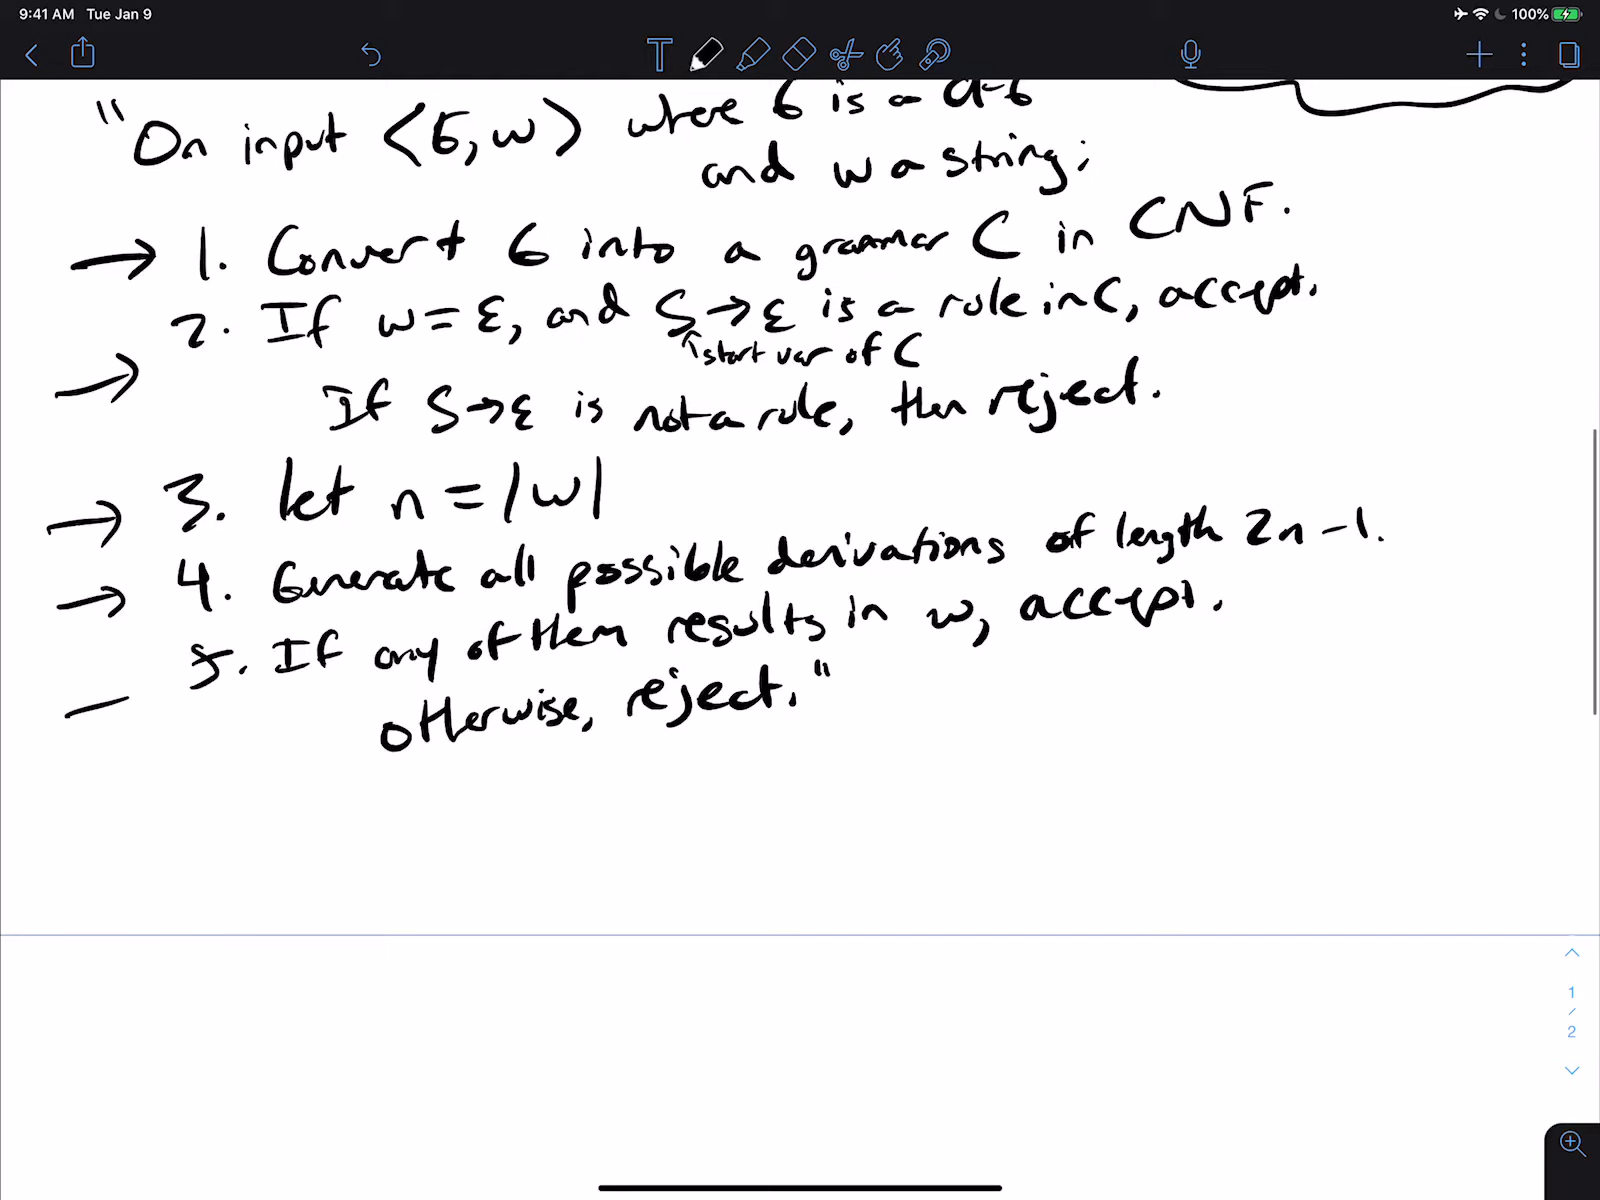 9:41 AM Tue Jan 9
100%
"On input <G, w> where G is a CFG
and w a string:
1. Convert G into a grammar C in CNF.
2. If w = ε, and S → ε is a rule in C, accept.
start var of C
If S → ε is not a rule, then reject.
3. let n = |w|
4. Generate all possible derivations of length 2n - 1.
5. If any of them results in w, accept.
otherwise, reject."
1
/
2